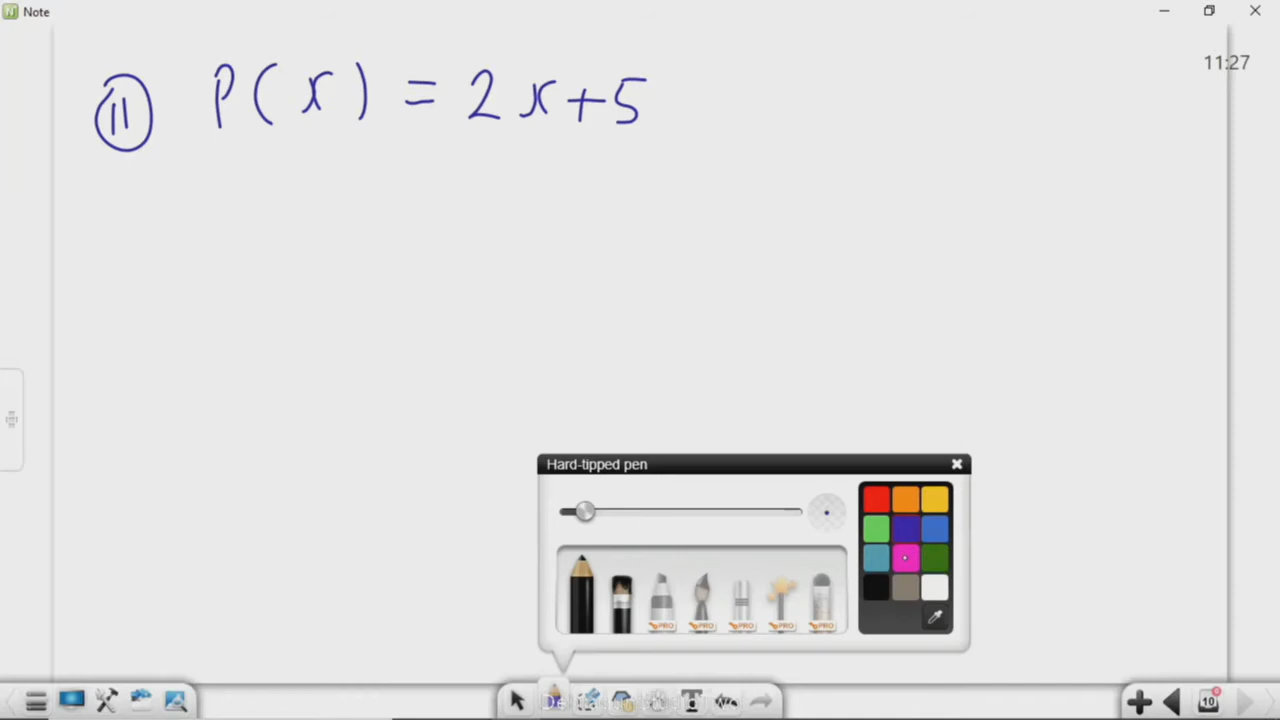 Note
11:27
11 P(x) = 2x+5
Hard-tipped pen
PRO PRO PRO PRO PRO
10